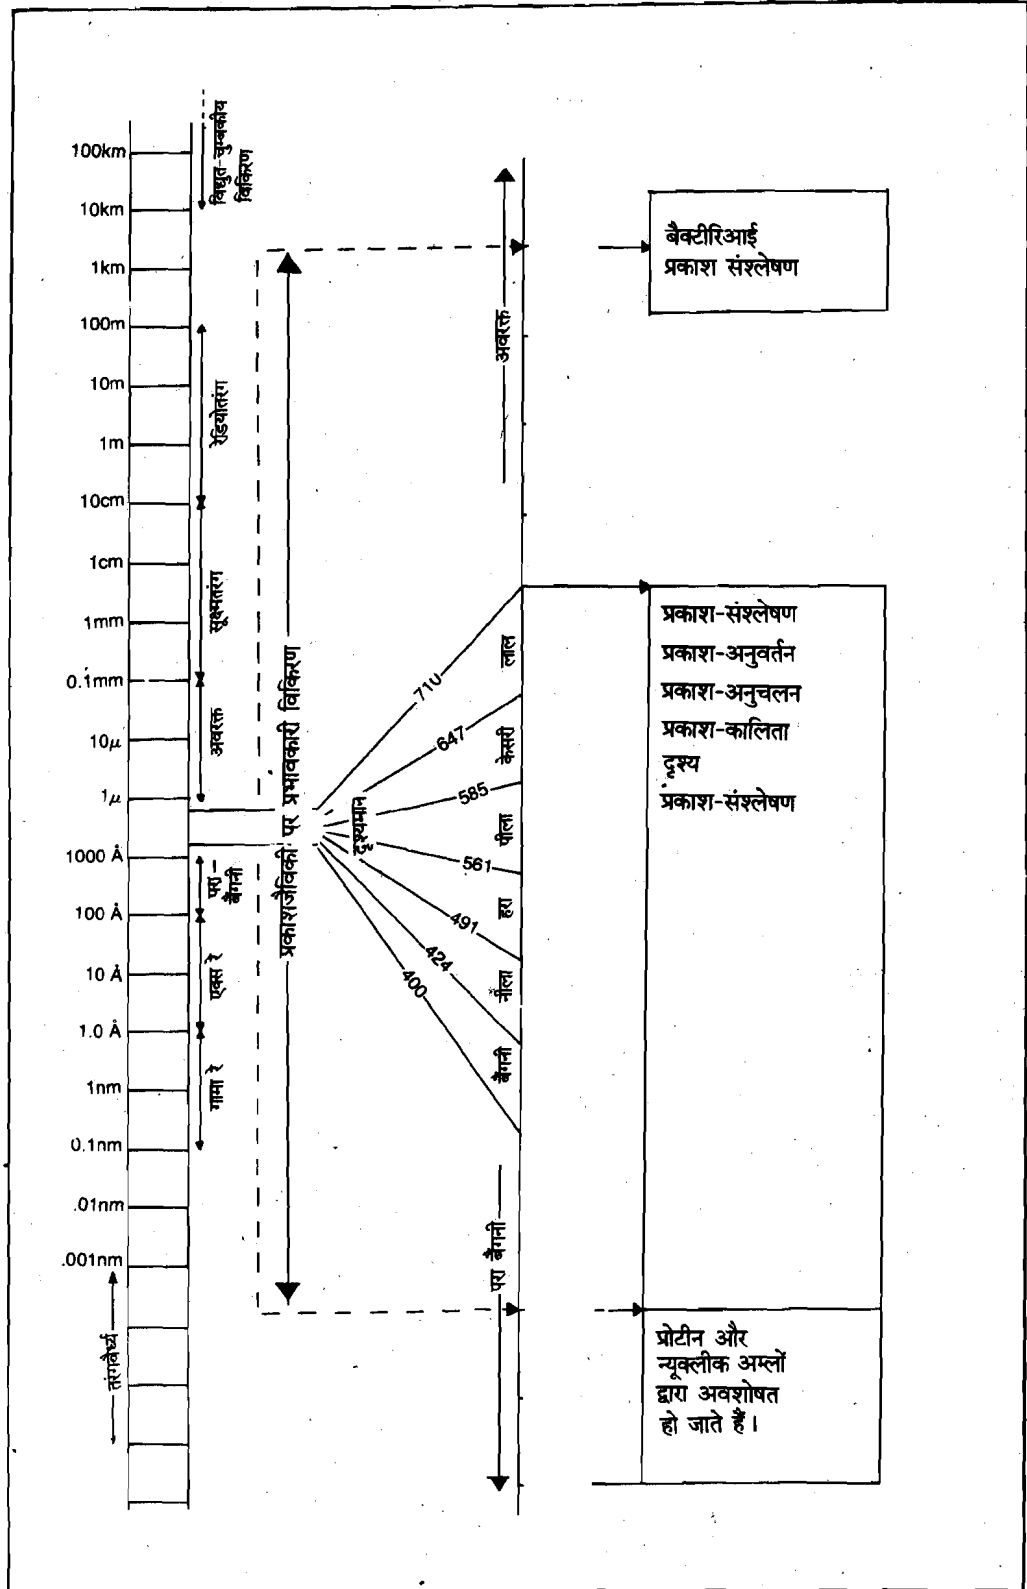 100km
10km
1km
100m
10m
1m
10cm
1cm
1mm
0.1mm
10μ
1μ
1000 Å
100 Å
10 Å
1.0 Å
1nm
0.1nm
.01nm
.001nm
तरंगदैर्ध्य
विद्युत-चुम्बकीय
विकिरण
रेडियोतरंग
सूक्ष्मतरंग
अवरक्त
परा-
बैंगनी
एक्स रे
गामा रे
प्रकाशजैविकी पर प्रभावकारी विकिरण
दृश्यमान
710
647
585
561
491
424
400
अवरक्त
लाल
केसरी
पीला
हरा
नीला
बैंगनी
परा बैंगनी
बैक्टीरिआई
प्रकाश संश्लेषण
प्रकाश-संश्लेषण
प्रकाश-अनुवर्तन
प्रकाश-अनुचलन
प्रकाश-कालिता
दृश्य
प्रकाश-संश्लेषण
प्रोटीन और
न्यूक्लीक अम्लों
द्वारा अवशोषत
हो जाते हैं।